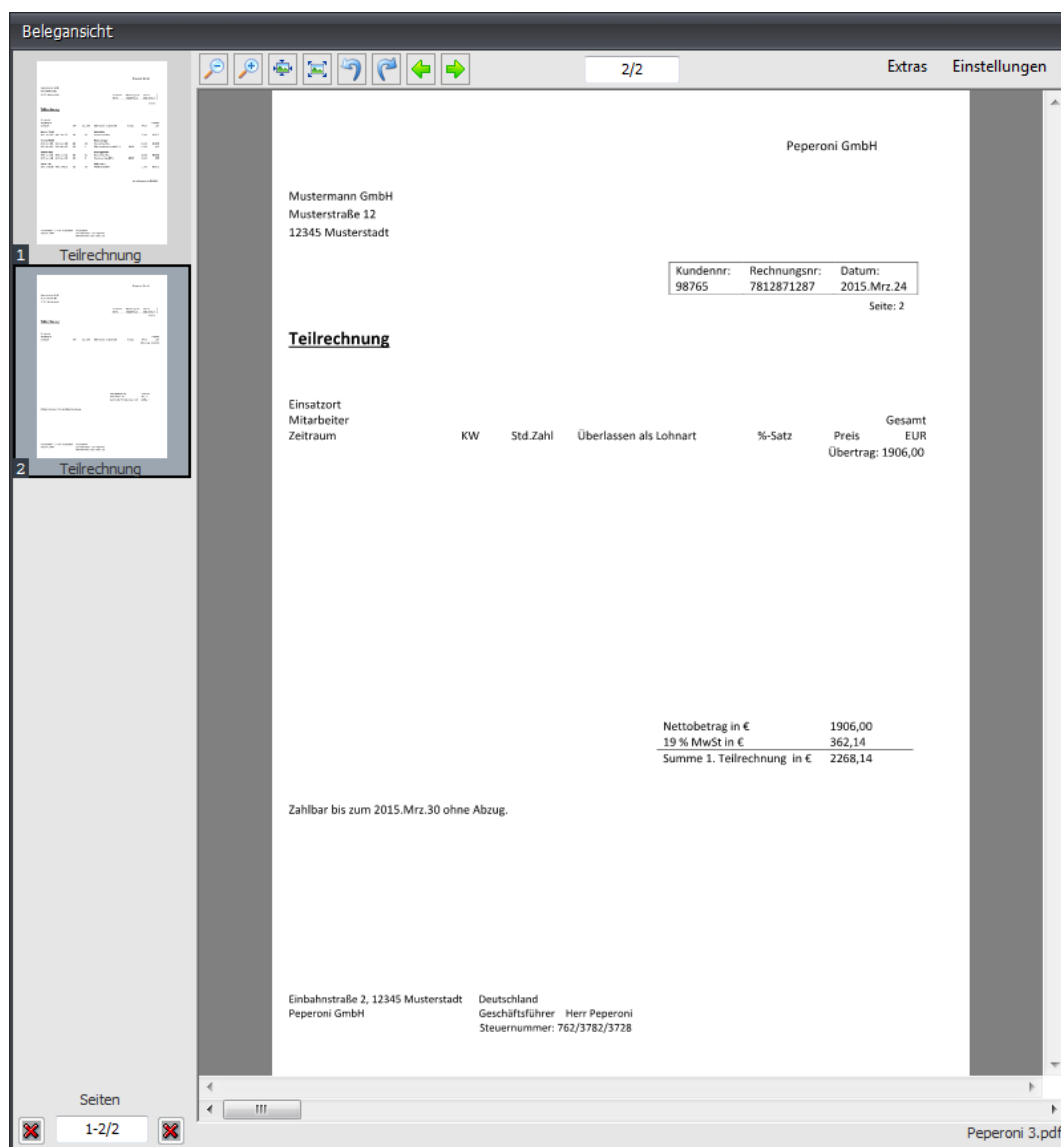 Belegansicht
2/2
Extras Einstellungen
1 Teilrechnung
2 Teilrechnung
Peperoni GmbH
Mustermann GmbH
Musterstraße 12
12345 Musterstadt
Kundennr: Rechnungsnr: Datum:
98765 7812871287 2015.Mrz.24
Seite: 2
Teilrechnung
Einsatzort
Mitarbeiter Gesamt
Zeitraum KW Std.Zahl Überlassen als Lohnart %-Satz Preis EUR
Übertrag: 1906,00
Nettobetrag in € 1906,00
19 % MwSt in € 362,14
Summe 1. Teilrechnung in € 2268,14
Zahlbar bis zum 2015.Mrz.30 ohne Abzug.
Einbahnstraße 2, 12345 Musterstadt Deutschland
Peperoni GmbH Geschäftsführer Herr Peperoni
Steuernummer: 762/3782/3728
Seiten
1-2/2
Peperoni 3.pdf